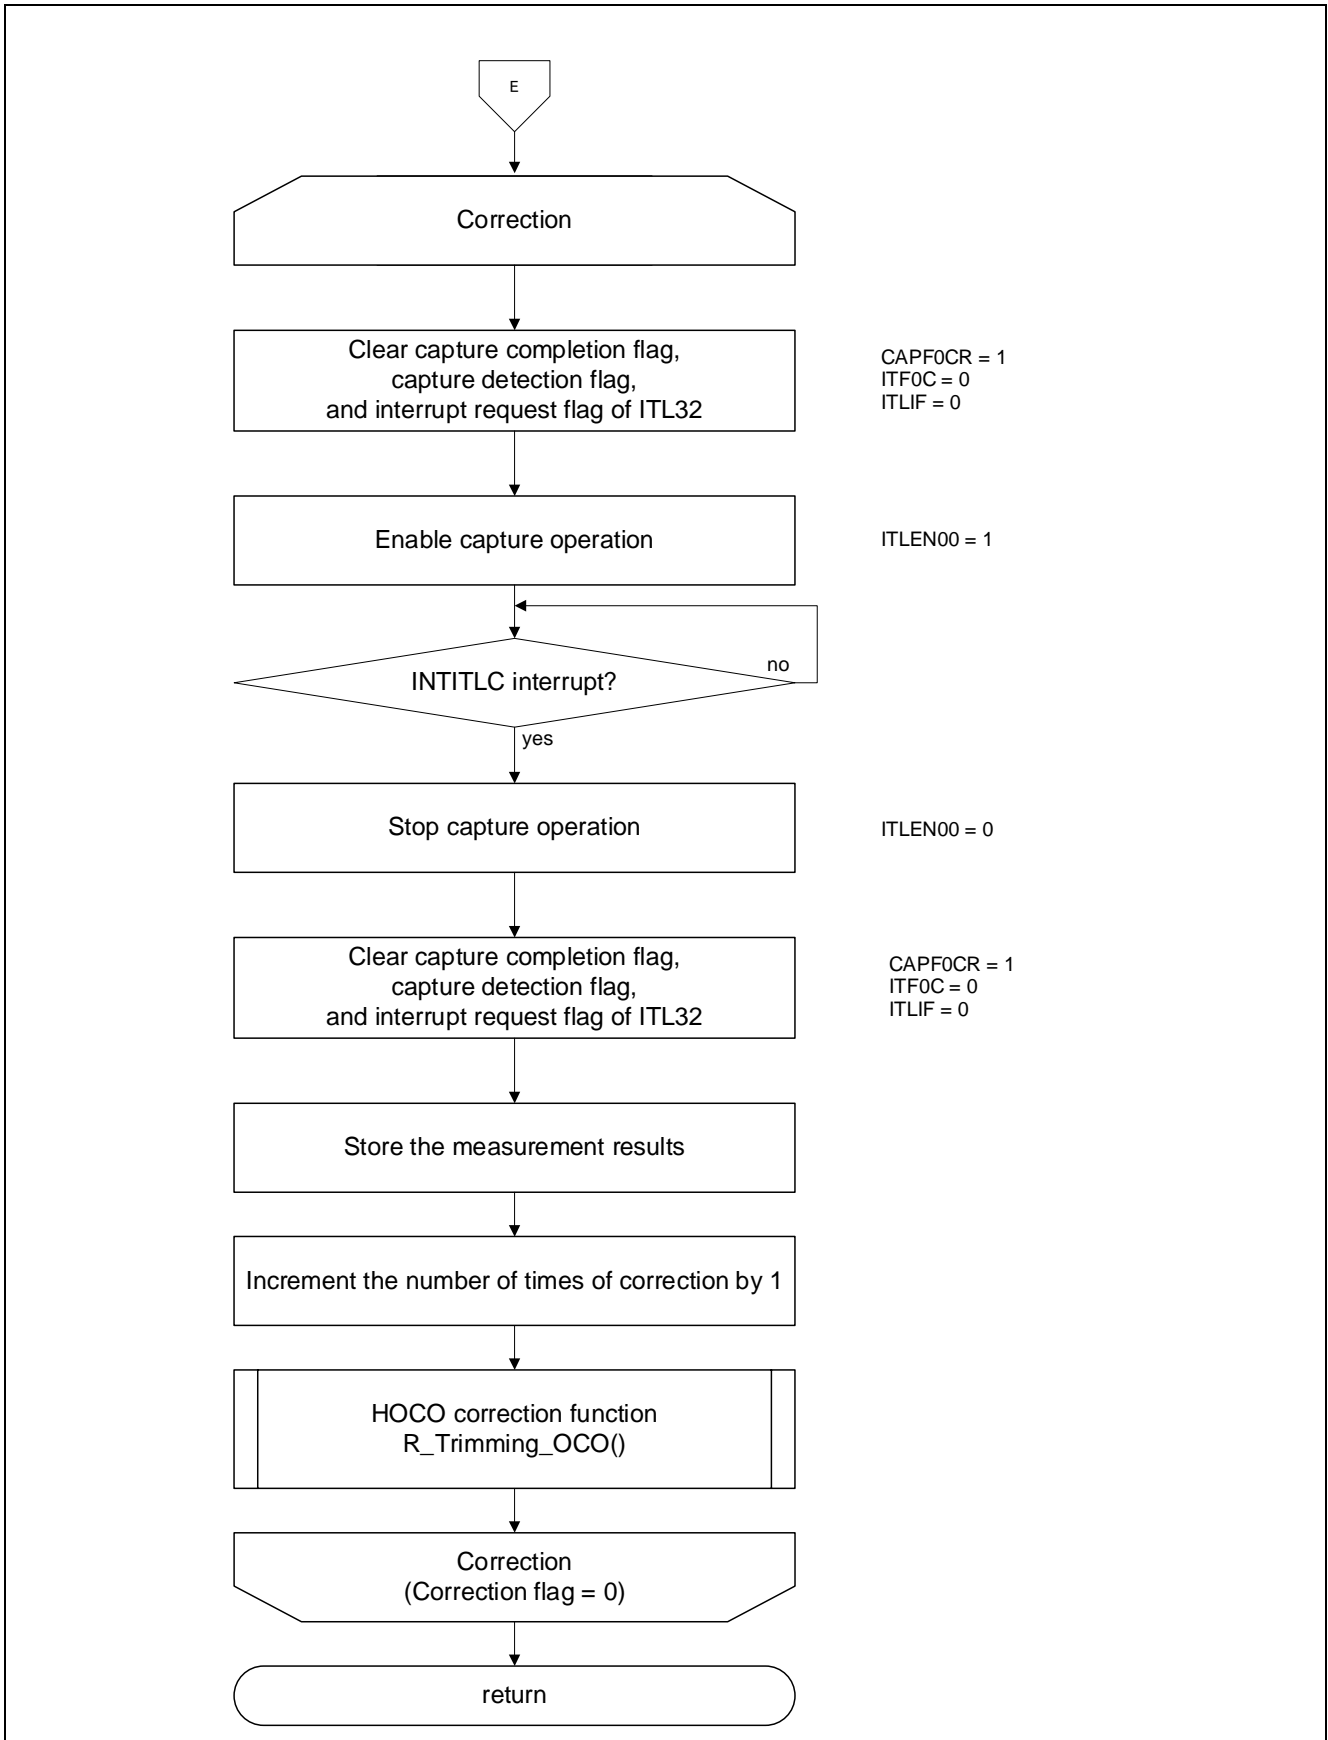 E
Correction
Clear capture completion flag,
capture detection flag,
and interrupt request flag of ITL32
CAPF0CR = 1
ITF0C = 0
ITLIF = 0
Enable capture operation
ITLEN00 = 1
INTITLC interrupt?
no
yes
Stop capture operation
ITLEN00 = 0
Clear capture completion flag,
capture detection flag,
and interrupt request flag of ITL32
CAPF0CR = 1
ITF0C = 0
ITLIF = 0
Store the measurement results
Increment the number of times of correction by 1
HOCO correction function
R_Trimming_OCO()
Correction
(Correction flag = 0)
return